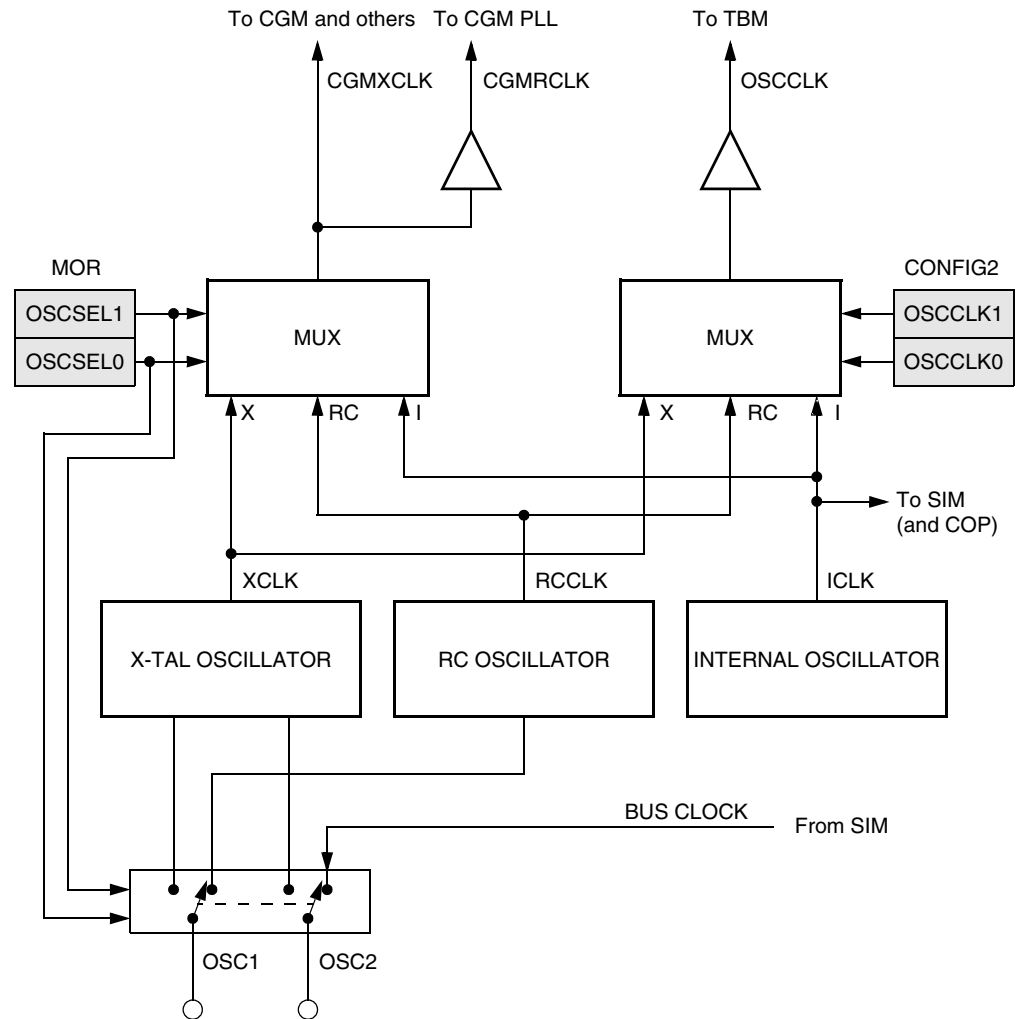 To CGM and others
To CGM PLL
To TBM
CGMXCLK
CGMRCLK
OSCCLK
MOR
CONFIG2
OSCSEL1
OSCSEL0
MUX
MUX
OSCCLK1
OSCCLK0
X
RC
I
X
RC
I
To SIM
(and COP)
XCLK
RCCLK
ICLK
X-TAL OSCILLATOR
RC OSCILLATOR
INTERNAL OSCILLATOR
BUS CLOCK
From SIM
OSC1
OSC2